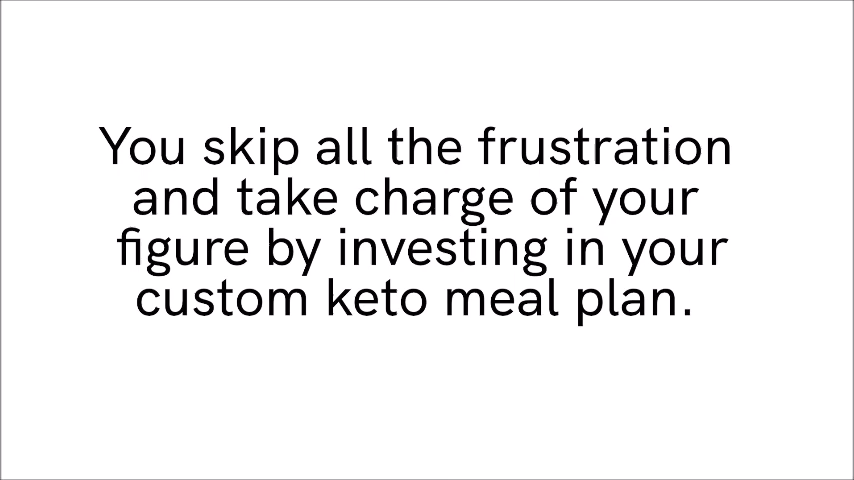 You skip all the frustration
and take charge of your
figure by investing in your
custom keto meal plan.